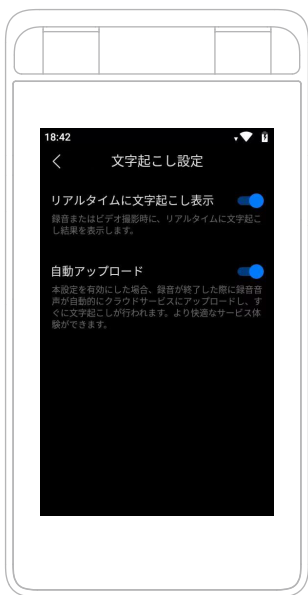 18:42
文字起こし設定
リアルタイムに文字起こし表示
録音またはビデオ撮影時に、リアルタイムに文字起こ
し結果を表示します。
自動アップロード
本設定を有効にした場合、録音が終了した際に録音音
声が自動的にクラウドサービスにアップロードし、す
ぐに文字起こしが行われます。より快適なサービス体
験ができます。